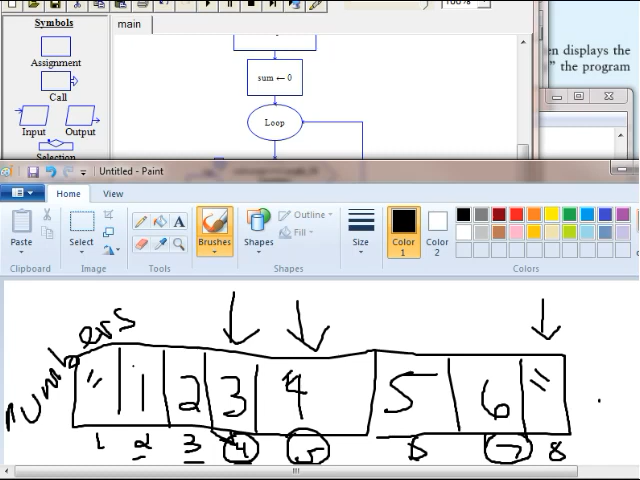 Symbols
main
100%
en displays the
Assignment
" the program
sum ← 0
Call
Loop
Input Output
Selection
Untitled - Paint
Home View
Paste
Select
Brushes
Shapes
Outline
Fill
Size
Color 1
Color 2
Clipboard Image Tools Shapes Colors
numbers
" 1 2 3 4 5 6 "
1 2 3 4 5 6 7 8